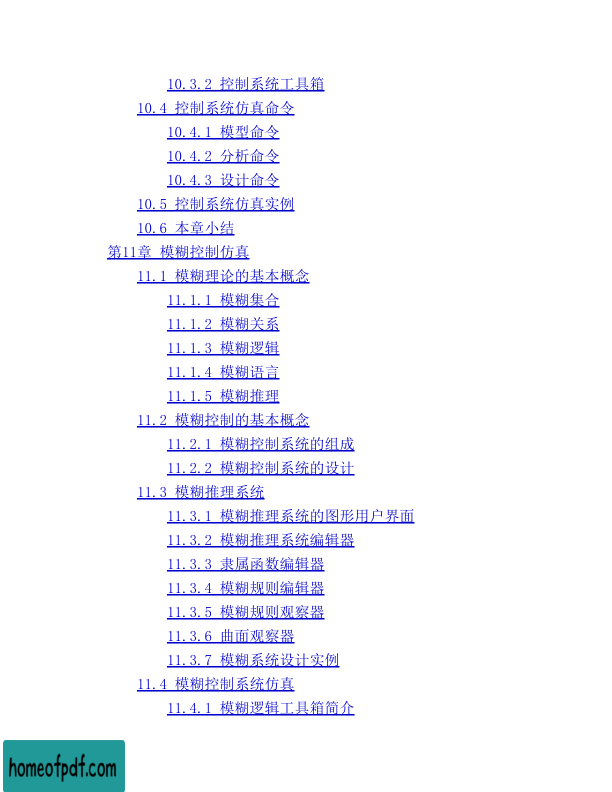 10.3.2 控制系统工具箱
10.4 控制系统仿真命令
10.4.1 模型命令
10.4.2 分析命令
10.4.3 设计命令
10.5 控制系统仿真实例
10.6 本章小结
第11章 模糊控制仿真
11.1 模糊理论的基本概念
11.1.1 模糊集合
11.1.2 模糊关系
11.1.3 模糊逻辑
11.1.4 模糊语言
11.1.5 模糊推理
11.2 模糊控制的基本概念
11.2.1 模糊控制系统的组成
11.2.2 模糊控制系统的设计
11.3 模糊推理系统
11.3.1 模糊推理系统的图形用户界面
11.3.2 模糊推理系统编辑器
11.3.3 隶属函数编辑器
11.3.4 模糊规则编辑器
11.3.5 模糊规则观察器
11.3.6 曲面观察器
11.3.7 模糊系统设计实例
11.4 模糊控制系统仿真
11.4.1 模糊逻辑工具箱简介
homeofpdf.com